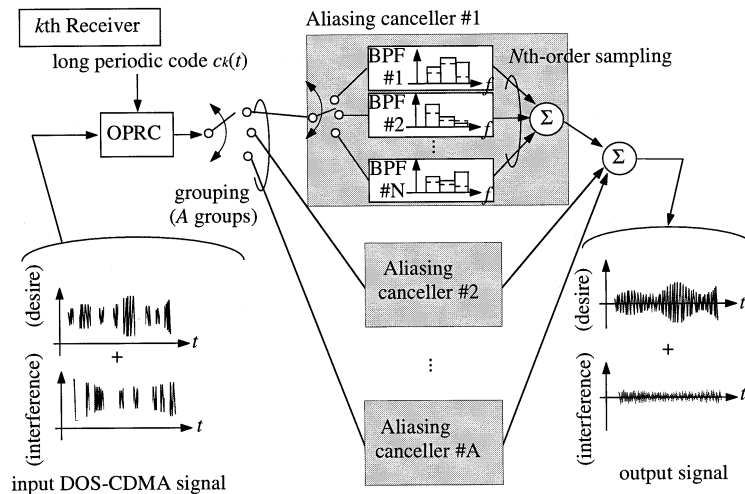 kth Receiver
long periodic code ck(t)
OPRC
grouping
(A groups)
Aliasing canceller #1
BPF
#1
f
BPF
#2
f
⋮
BPF
#N
f
Nth-order sampling
Σ
Σ
Aliasing
canceller #2
⋮
Aliasing
canceller #A
(desire)
t
+
(interference)
t
input DOS-CDMA signal
(desire)
t
+
(interference)
t
output signal